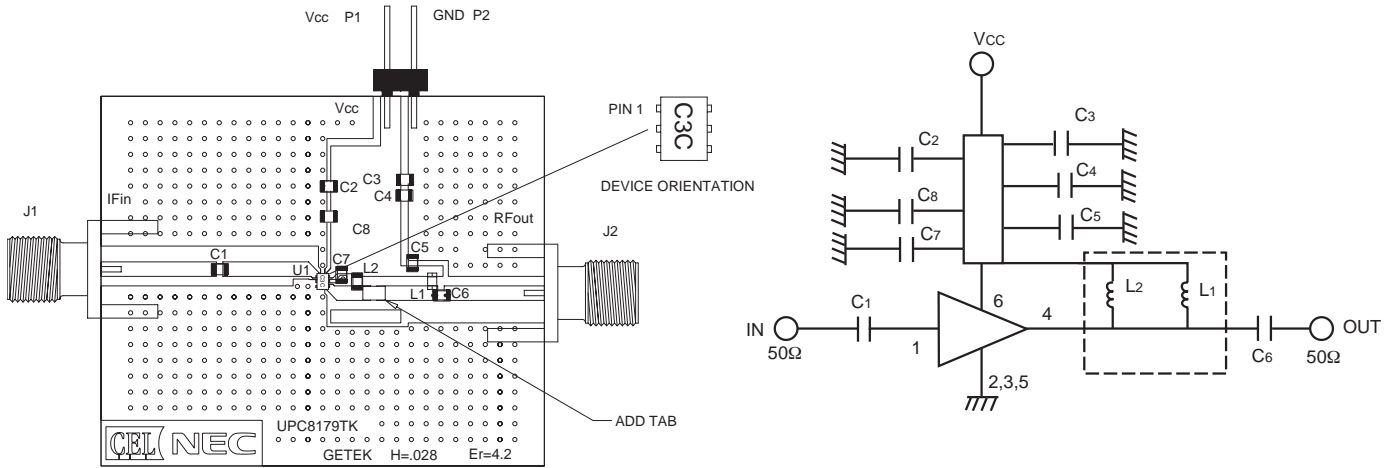 Vcc P1 GND P2
Vcc
PIN 1
C3C
DEVICE ORIENTATION
C2
C3
C4
C8
IFin
RFout
J1
J2
C1
U1
C7
L2
C5
L1
C6
ADD TAB
UPC8179TK
CEL NEC
GETEK H=.028 Er=4.2
VCC
C3
C2
C4
C8
C5
C7
L2
L1
C1
6
4
IN
OUT
50Ω
1
C6
50Ω
2,3,5